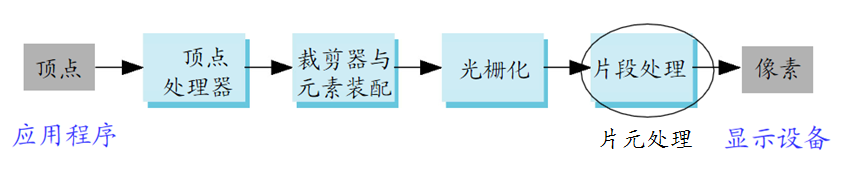 顶点
顶点
处理器
裁剪器与
元素装配
光栅化
片段处理
像素
应用程序
片元处理
显示设备